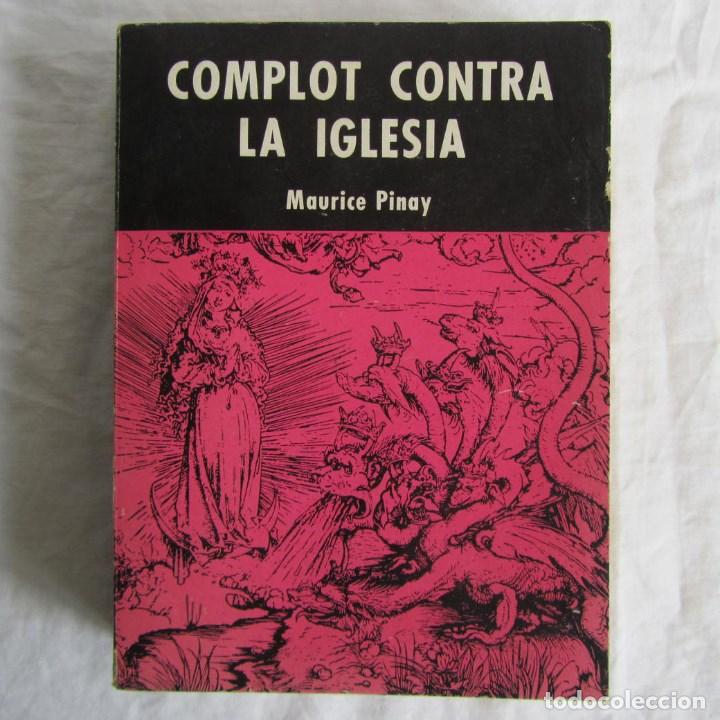 COMPLOT CONTRA
LA IGLESIA
Maurice Pinay
todocoleccion